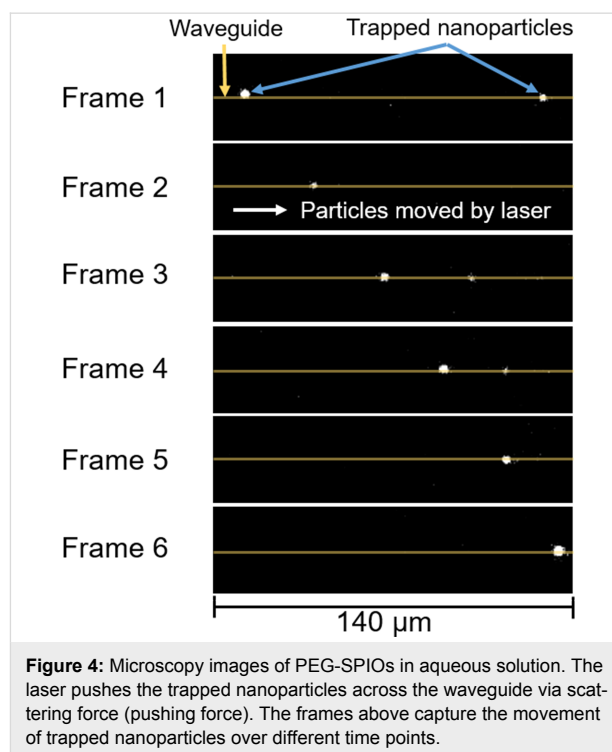 Waveguide Trapped nanoparticles
Frame 1
Frame 2
Particles moved by laser
Frame 3
Frame 4
Frame 5
Frame 6
140 µm
Figure 4: Microscopy images of PEG-SPIOs in aqueous solution. The
laser pushes the trapped nanoparticles across the waveguide via scat-
tering force (pushing force). The frames above capture the movement
of trapped nanoparticles over different time points.